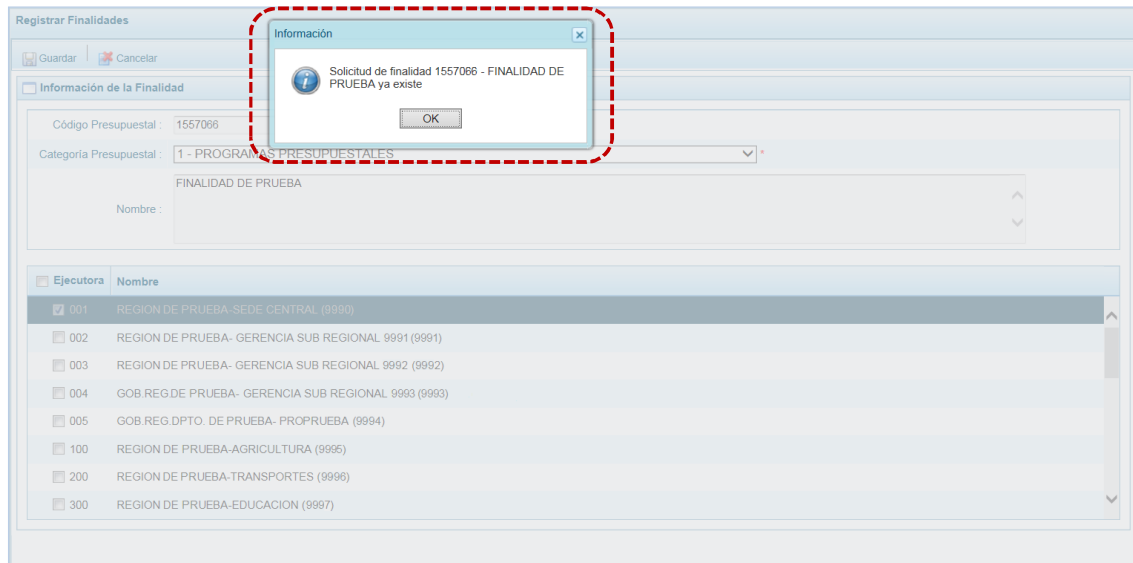 Registrar Finalidades
Información
Guardar Cancelar
Solicitud de finalidad 1557066 - FINALIDAD DE
PRUEBA ya existe
OK
Información de la Finalidad
Código Presupuestal : 1557066
Categoría Presupuestal : 1 - PROGRAMAS PRESUPUESTALES *
Nombre : FINALIDAD DE PRUEBA
Ejecutora Nombre
001 REGION DE PRUEBA-SEDE CENTRAL (9990)
002 REGION DE PRUEBA- GERENCIA SUB REGIONAL 9991 (9991)
003 REGION DE PRUEBA- GERENCIA SUB REGIONAL 9992 (9992)
004 GOB.REG.DE PRUEBA- GERENCIA SUB REGIONAL 9993 (9993)
005 GOB.REG.DPTO. DE PRUEBA- PROPRUEBA (9994)
100 REGION DE PRUEBA-AGRICULTURA (9995)
200 REGION DE PRUEBA-TRANSPORTES (9996)
300 REGION DE PRUEBA-EDUCACION (9997)